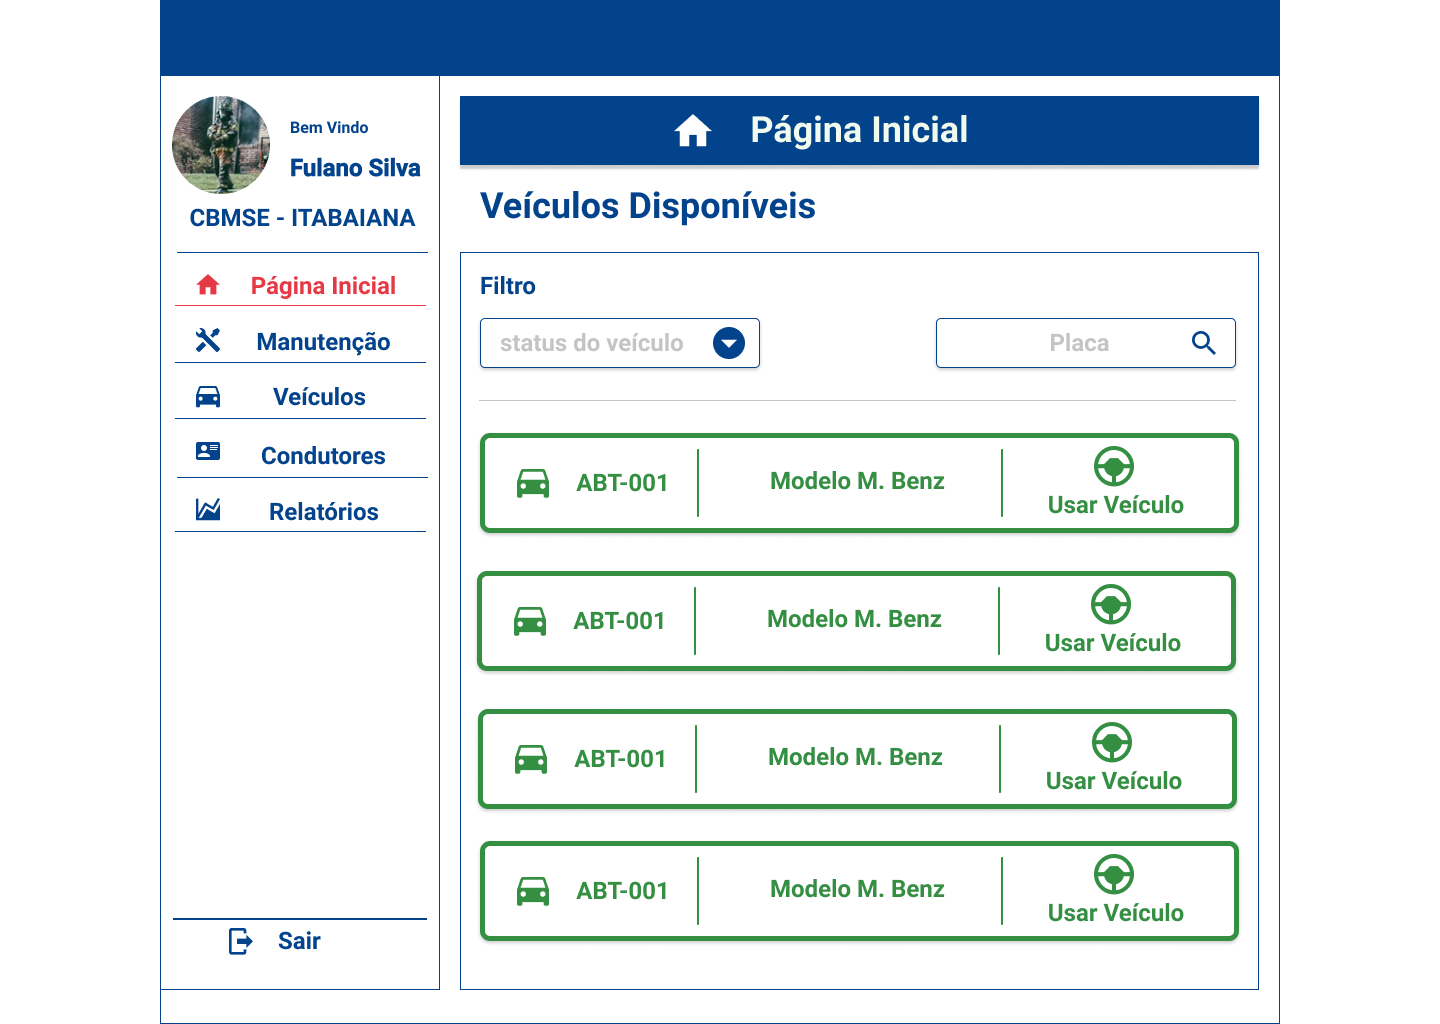 Bem Vindo
Fulano Silva
CBMSE - ITABAIANA
Página Inicial
Manutenção
Veículos
Condutores
Relatórios
Sair
Página Inicial
Veículos Disponíveis
Filtro
status do veículo
Placa
ABT-001 Modelo M. Benz Usar Veículo
ABT-001 Modelo M. Benz Usar Veículo
ABT-001 Modelo M. Benz Usar Veículo
ABT-001 Modelo M. Benz Usar Veículo